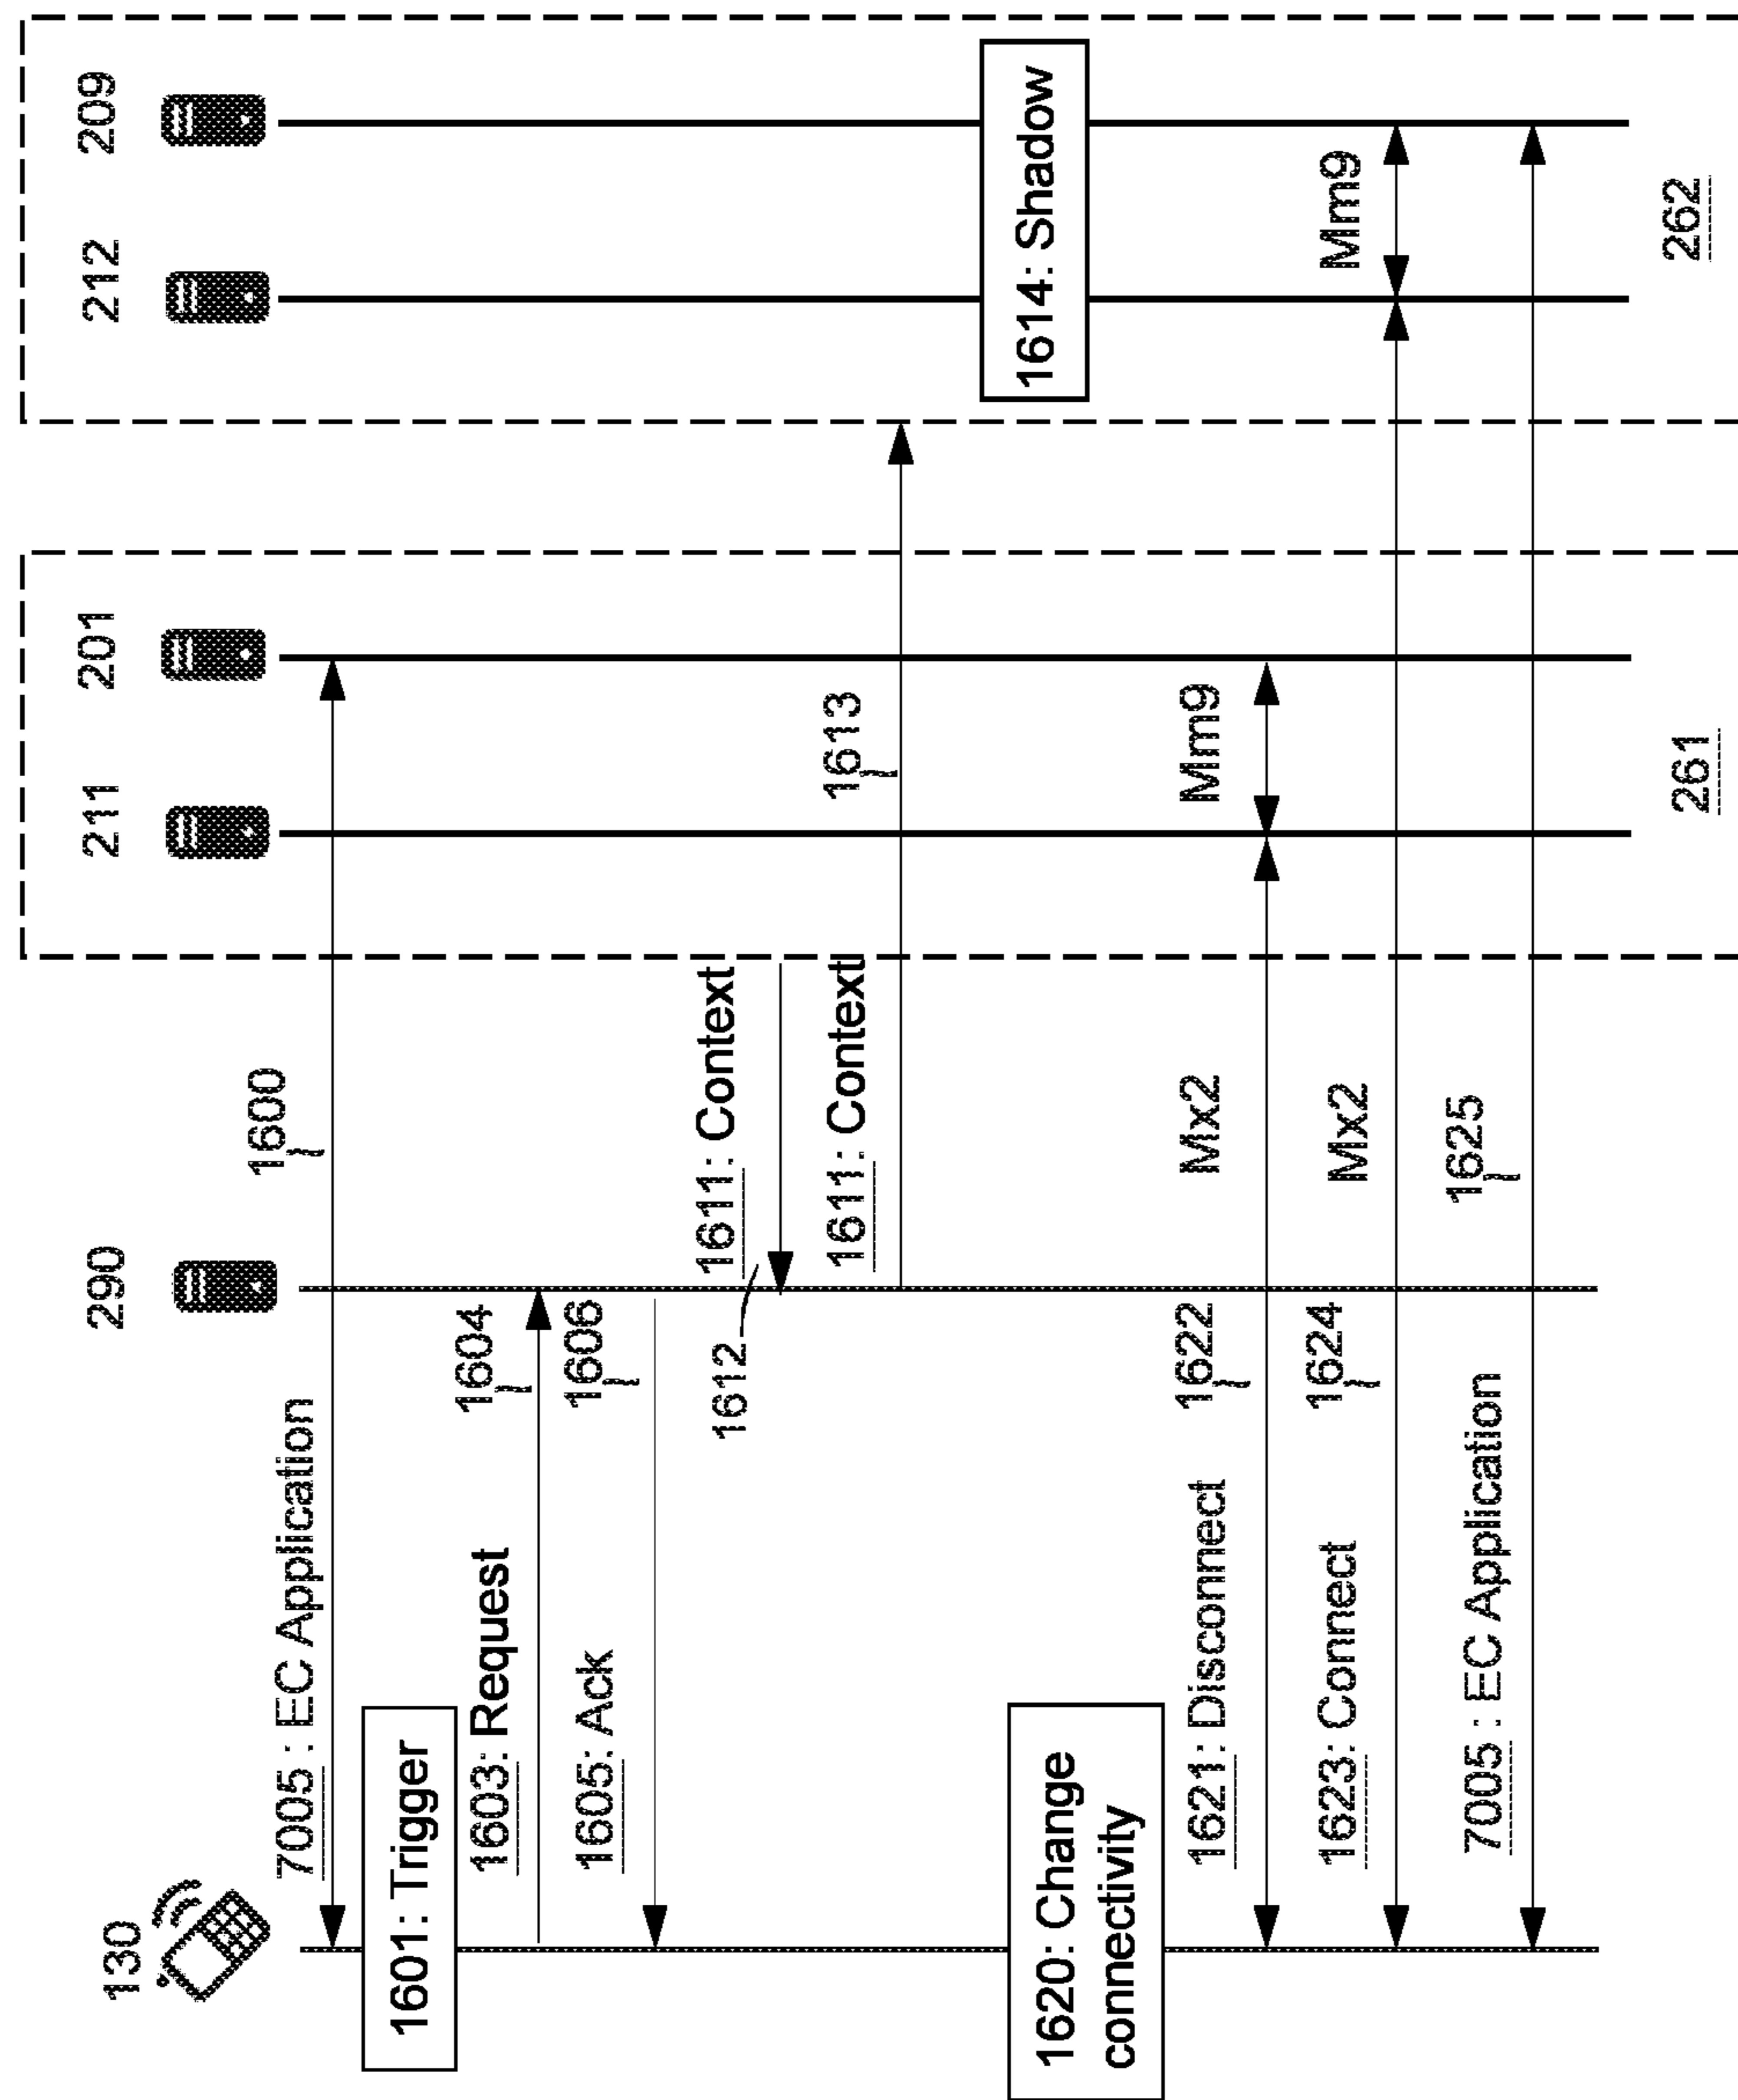 130
290
211
201
212
209
1600
7005 : EC Application
1601: Trigger
1604
1603: Request
1606
1605: Ack
1611: Context
1612
1613
1611: Context
1614: Shadow
1620: Change
connectivity
1621: Disconnect
1622
Mx2
Mm9
1623: Connect
1624
Mx2
Mm9
1625
7005 : EC Application
261
262